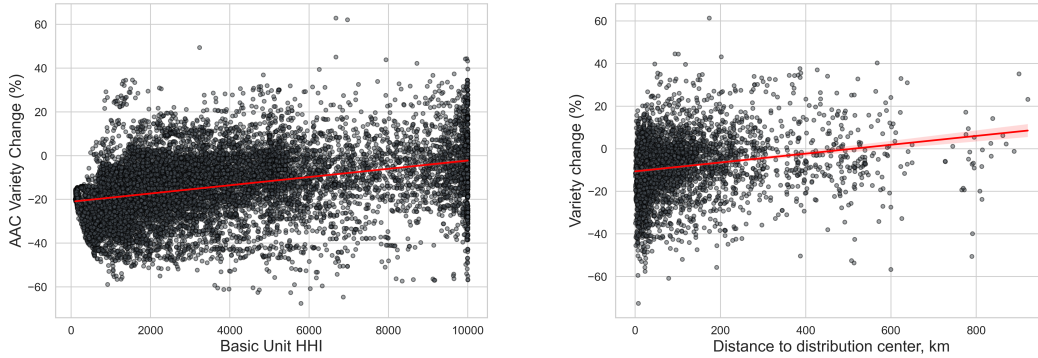 60
40
20
0
−20
−40
−60
AAC Variety Change (%)
0 2000 4000 6000 8000 10000
Basic Unit HHI
60
40
20
0
−20
−40
−60
Variety change (%)
0 200 400 600 800
Distance to distribution center, km